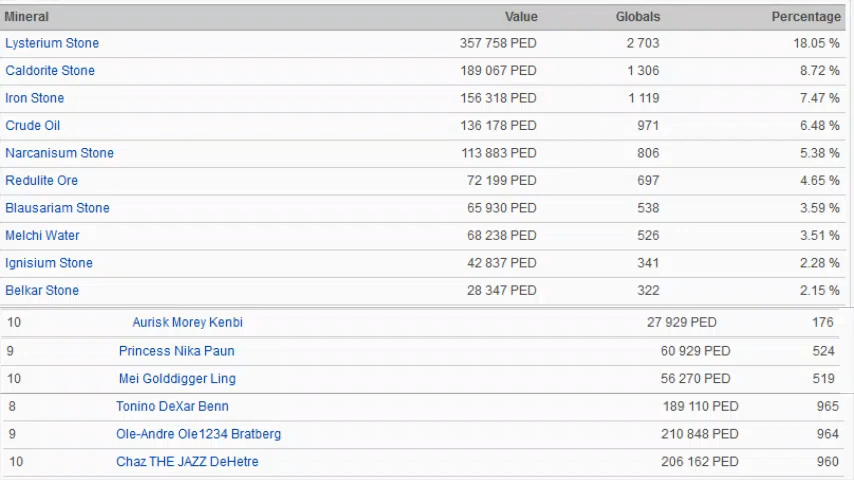 Mineral Value Globals Percentage
Lysterium Stone 357 758 PED 2 703 18.05 %
Caldorite Stone 189 067 PED 1 306 8.72 %
Iron Stone 156 318 PED 1 119 7.47 %
Crude Oil 136 178 PED 971 6.48 %
Narcanisum Stone 113 883 PED 806 5.38 %
Redulite Ore 72 199 PED 697 4.65 %
Blausariam Stone 65 930 PED 538 3.59 %
Melchi Water 68 238 PED 526 3.51 %
Ignisium Stone 42 837 PED 341 2.28 %
Belkar Stone 28 347 PED 322 2.15 %
10 Aurisk Morey Kenbi 27 929 PED 176
9 Princess Nika Paun 60 929 PED 524
10 Mei Golddigger Ling 56 270 PED 519
8 Tonino DeXar Benn 189 110 PED 965
9 Ole-Andre Ole1234 Bratberg 210 848 PED 964
10 Chaz THE JAZZ DeHetre 206 162 PED 960